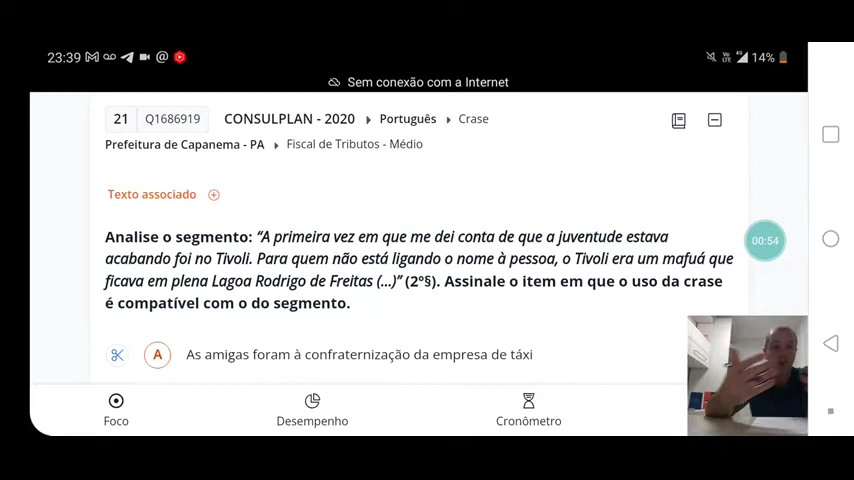 23:39 14%
Sem conexão com a Internet
21 Q1686919 CONSULPLAN - 2020 Português Crase
Prefeitura de Capanema - PA Fiscal de Tributos - Médio
Texto associado
Analise o segmento: “A primeira vez em que me dei conta de que a juventude estava
acabando foi no Tivoli. Para quem não está ligando o nome à pessoa, o Tivoli era um mafuá que
ficava em plena Lagoa Rodrigo de Freitas (...)” (2º§). Assinale o item em que o uso da crase
é compatível com o do segmento.
00:54
A As amigas foram à confraternização da empresa de táxi
Foco Desempenho Cronômetro